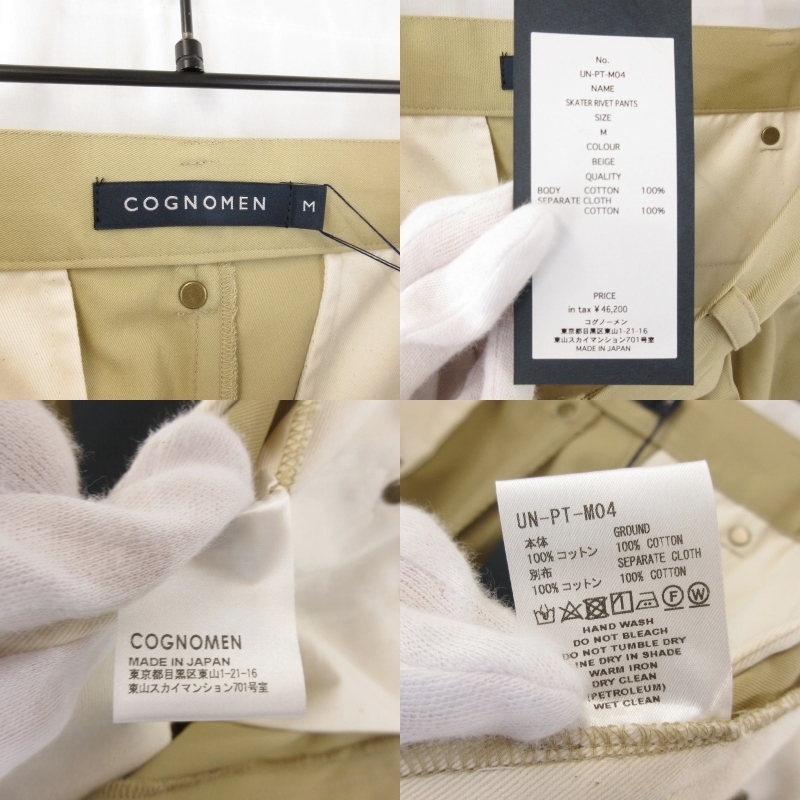 COGNOMEN M
No.
UN-PT-M04
NAME
SKATER RIVET PANTS
SIZE
M
COLOUR
BEIGE
QUALITY
BODY COTTON 100%
SEPARATE CLOTH
COTTON 100%
PRICE
in tax ¥46,200
コグノーメン
東京都目黒区東山1-21-16
東山スカイマンション701号室
MADE IN JAPAN
COGNOMEN
MADE IN JAPAN
東京都目黒区東山1-21-16
東山スカイマンション701号室
UN-PT-M04
本体 GROUND
100% コットン 100% COTTON
別布 SEPARATE CLOTH
100% コットン 100% COTTON
F W
HAND WASH
DO NOT BLEACH
DO NOT TUMBLE DRY
INE DRY IN SHADE
WARM IRON
DRY CLEAN
(PETROLEUM)
WET CLEAN